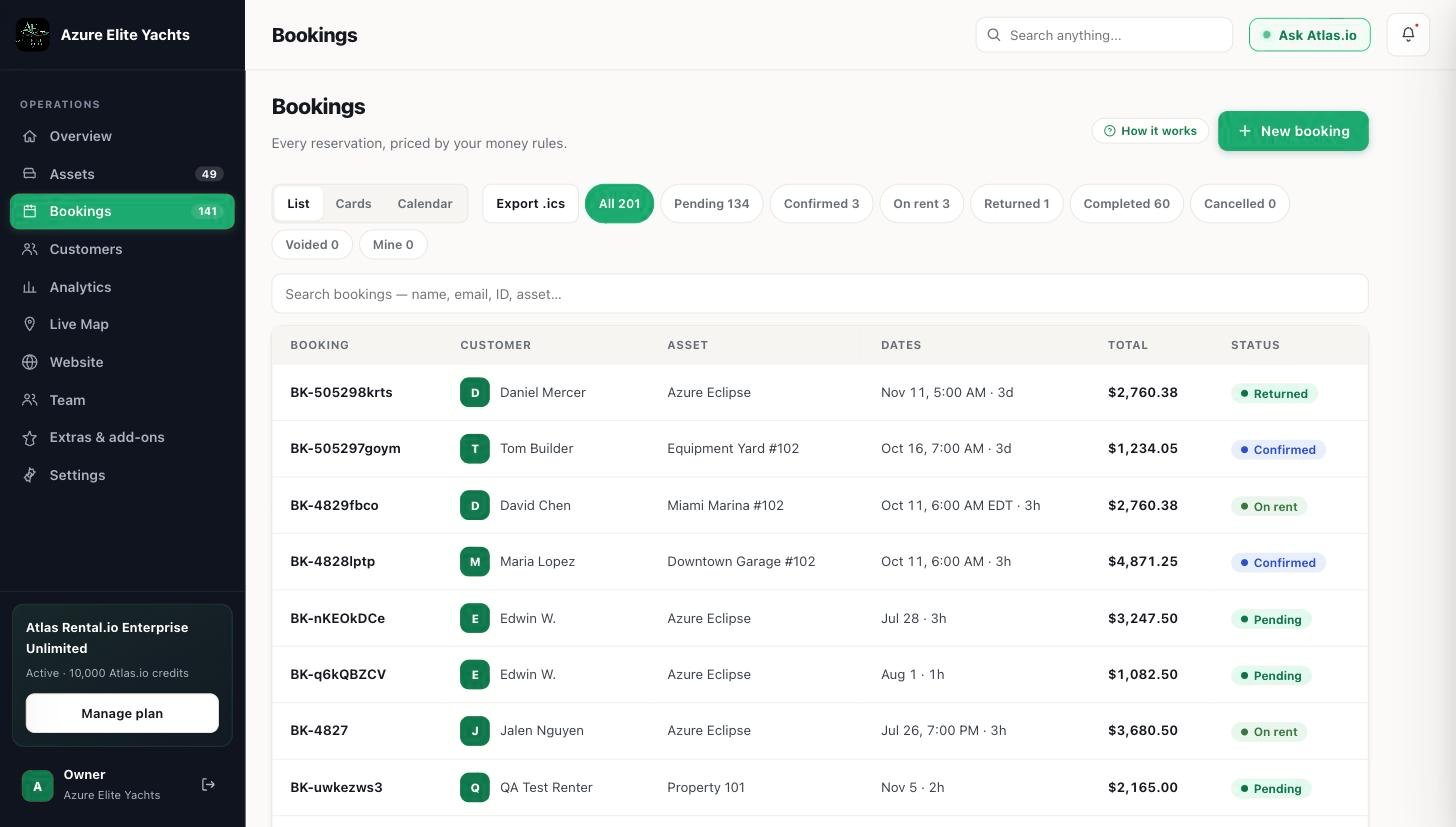 Azure Elite Yachts
Bookings
Search anything...
Ask Atlas.io
OPERATIONS
Overview
Assets 49
Bookings 141
Customers
Analytics
Live Map
Website
Team
Extras & add-ons
Settings
Atlas Rental.io Enterprise
Unlimited
Active · 10,000 Atlas.io credits
Manage plan
A
Owner
Azure Elite Yachts
Bookings
Every reservation, priced by your money rules.
How it works
+ New booking
List Cards Calendar Export .ics All 201 Pending 134 Confirmed 3 On rent 3 Returned 1 Completed 60 Cancelled 0
Voided 0 Mine 0
Search bookings — name, email, ID, asset...
BOOKING CUSTOMER ASSET DATES TOTAL STATUS
BK-505298krts D Daniel Mercer Azure Eclipse Nov 11, 5:00 AM · 3d $2,760.38 Returned
BK-505297goym T Tom Builder Equipment Yard #102 Oct 16, 7:00 AM · 3d $1,234.05 Confirmed
BK-4829fbco D David Chen Miami Marina #102 Oct 11, 6:00 AM EDT · 3h $2,760.38 On rent
BK-4828lptp M Maria Lopez Downtown Garage #102 Oct 11, 6:00 AM · 3h $4,871.25 Confirmed
BK-nKEOkDCe E Edwin W. Azure Eclipse Jul 28 · 3h $3,247.50 Pending
BK-q6kQBZCV E Edwin W. Azure Eclipse Aug 1 · 1h $1,082.50 Pending
BK-4827 J Jalen Nguyen Azure Eclipse Jul 26, 7:00 PM · 3h $3,680.50 On rent
BK-uwkezws3 Q QA Test Renter Property 101 Nov 5 · 2h $2,165.00 Pending